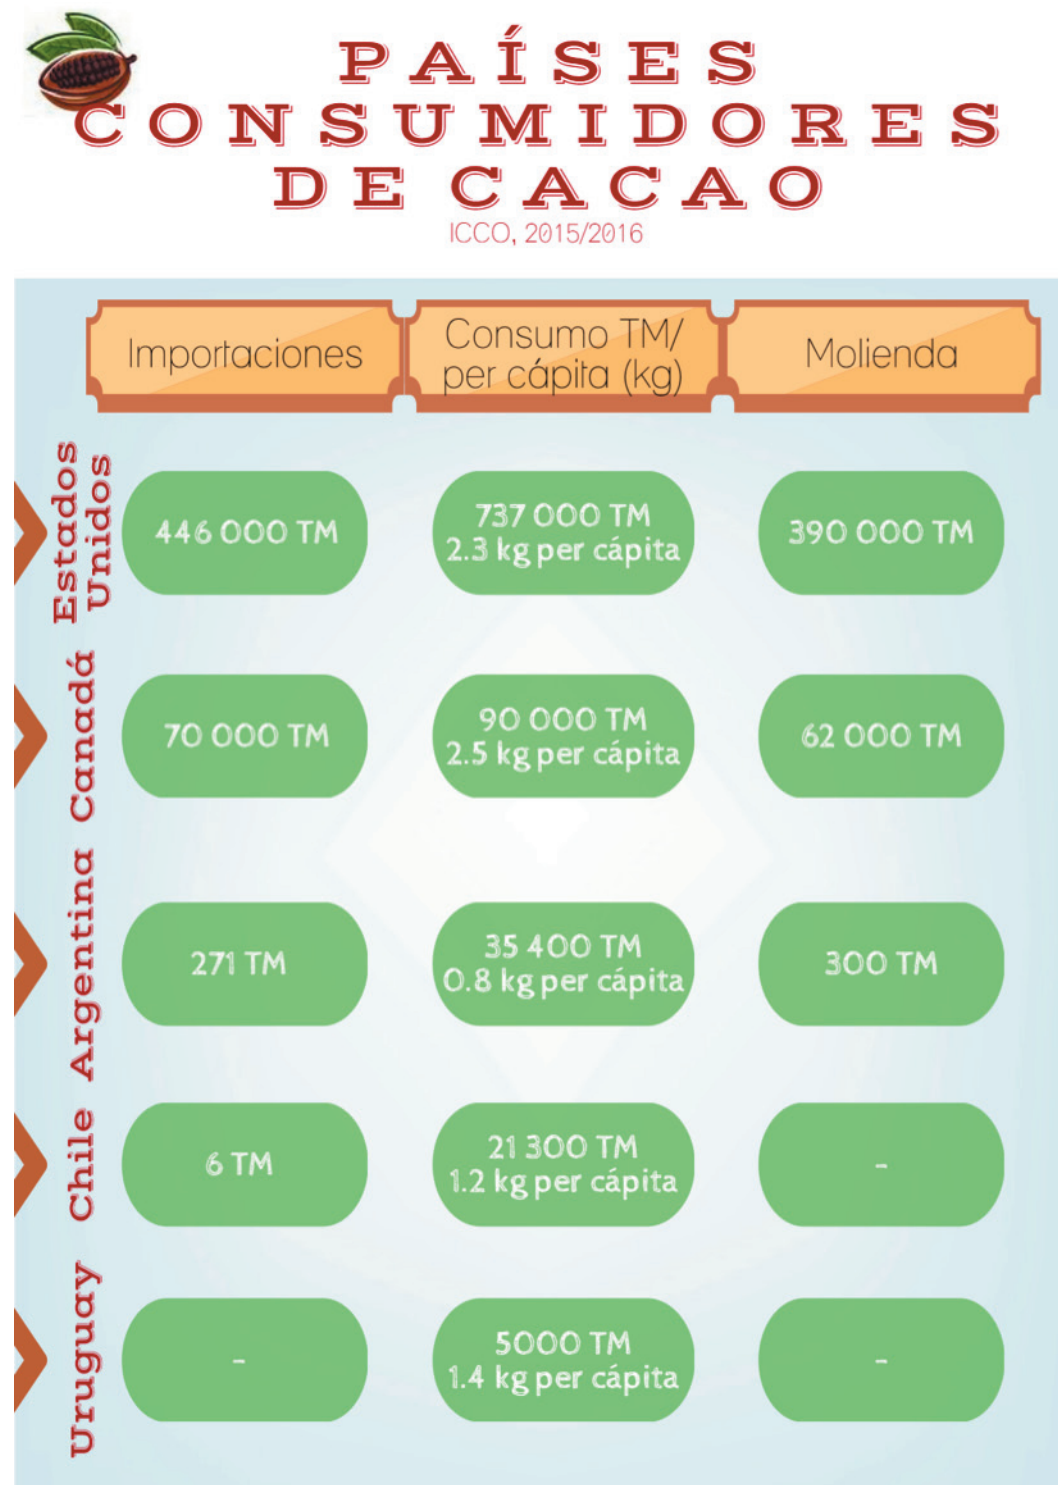 PAÍSES
CONSUMIDORES
DE CACAO
ICCO, 2015/2016
Importaciones
Consumo TM/
per cápita (kg)
Molienda
Estados
Unidos
446 000 TM
737 000 TM
2.3 kg per cápita
390 000 TM
Canadá
70 000 TM
90 000 TM
2.5 kg per cápita
62 000 TM
Argentina
271 TM
35 400 TM
0.8 kg per cápita
300 TM
Chile
6 TM
21 300 TM
1.2 kg per cápita
-
Uruguay
-
5000 TM
1.4 kg per cápita
-